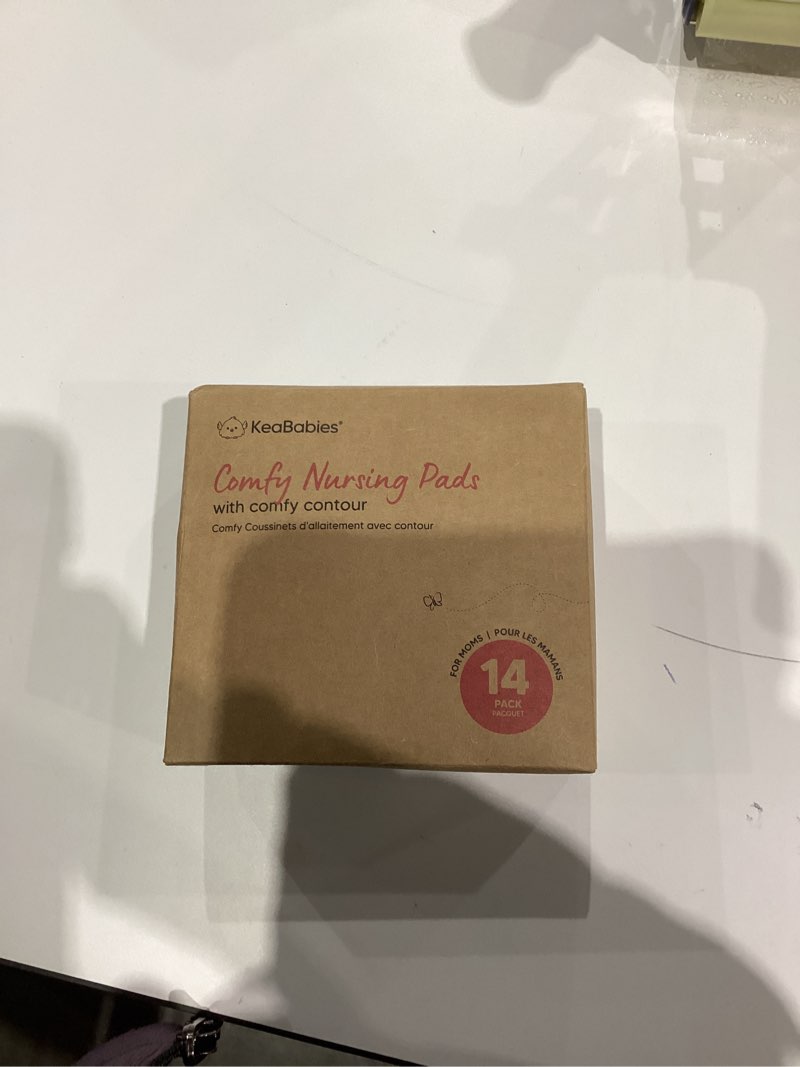 KeaBabies®
Comfy Nursing Pads
with comfy contour
Comfy Coussinets d'allaitement avec contour
FOR MOMS | POUR LES MAMANS
14
PACK
PACQUET